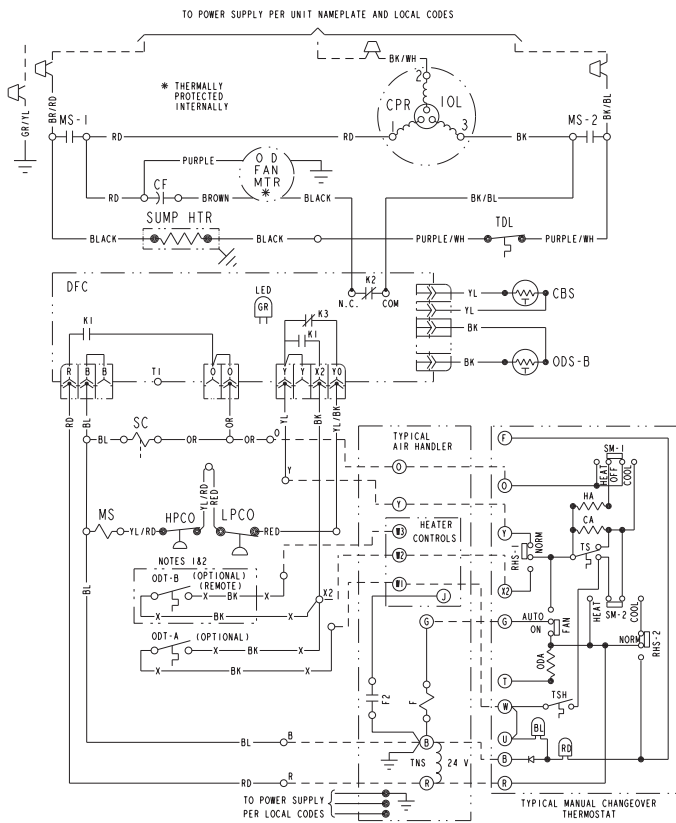 TO POWER SUPPLY PER UNIT NAMEPLATE AND LOCAL CODES
BK/WH
GR/YL
BR/RD
BK/BL
* THERMALLY
PROTECTED
INTERNALLY
2
CPR
IOL
1
3
MS-1
MS-2
RD
RD
BK
PURPLE
O D
FAN
MTR
*
CF
RD
BROWN
BLACK
BK/BL
SUMP HTR
TDL
BLACK
BLACK
PURPLE/WH
PURPLE/WH
DFC
LED
GR
K2
N.C.
COM
YL
CBS
YL
BK
BK
ODS-B
K1
K3
K1
R
B
B
T1
O
O
Y
Y
X2
YO
RD
BL
OR
YL
BK
YL/BK
SC
BL
OR
OR
O
Y
MS
YL/RD
HPCO
YL/RD
RED
LPCO
RED
NOTES 1&2
ODT-B
(OPTIONAL)
(REMOTE)
X
BK
X
X
BK
X
X2
ODT-A
(OPTIONAL)
X
BK
X
X
BK
X
BL
BL
B
RD
R
TYPICAL
AIR HANDLER
O
Y
W3
HEATER
CONTROLS
W2
W1
J
G
F2
F
B
TNS
24 V
R
TO POWER SUPPLY
PER LOCAL CODES
F
SM-1
HEAT
OFF
COOL
O
HA
CA
Y
NORM
RHS-1
TS
X2
HEAT
SM-2
COOL
AUTO
ON
FAN
G
NORM
RHS-2
ODA
T
W
TSH
U
BL
RD
B
R
TYPICAL MANUAL CHANGEOVER
THERMOSTAT